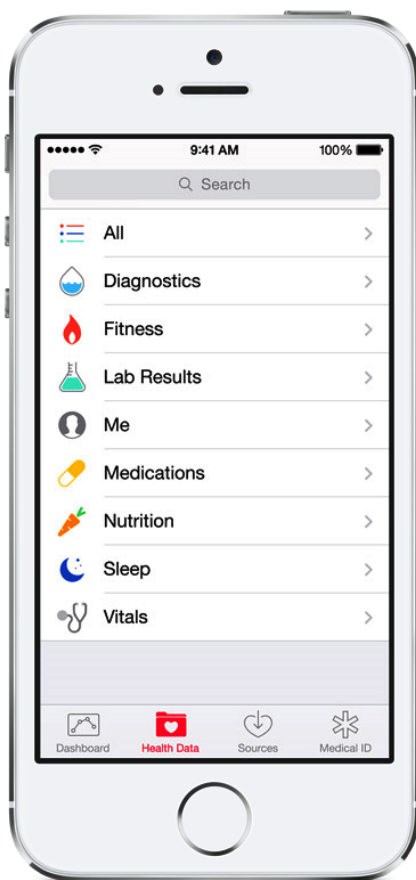 9:41 AM 100%
Search
All
Diagnostics
Fitness
Lab Results
Me
Medications
Nutrition
Sleep
Vitals
Dashboard Health Data Sources Medical ID